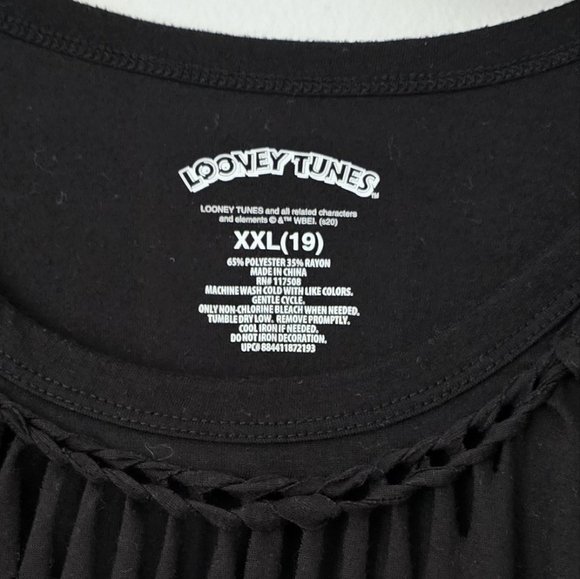 LOONEY TUNES™
LOONEY TUNES and all related characters
and elements © &™ WBEI. (s20)
XXL(19)
65% POLYESTER 35% RAYON
MADE IN CHINA
RN# 117508
MACHINE WASH COLD WITH LIKE COLORS.
GENTLE CYCLE.
ONLY NON-CHLORINE BLEACH WHEN NEEDED.
TUMBLE DRY LOW. REMOVE PROMPTLY.
COOL IRON IF NEEDED.
DO NOT IRON DECORATION.
UPC# 884411872193